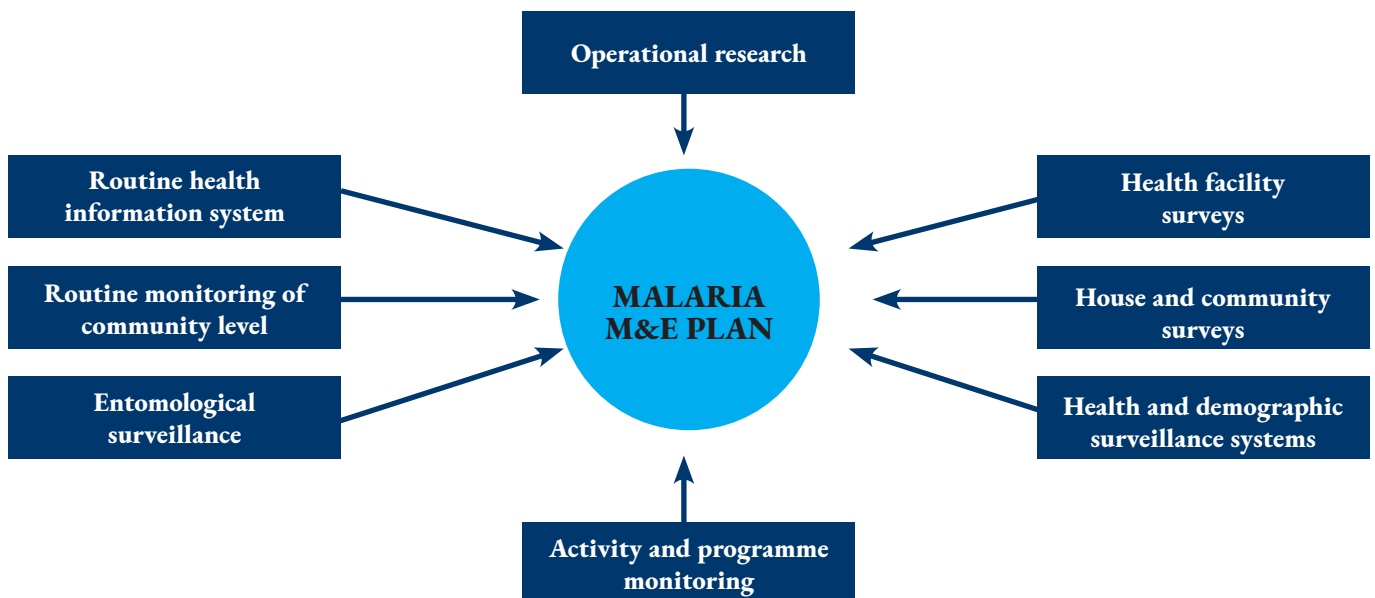 Operational research
Routine health
information system
Health facility
surveys
MALARIA
M&E PLAN
Routine monitoring of
community level
House and community
surveys
Entomological
surveillance
Health and demographic
surveillance systems
Activity and programme
monitoring